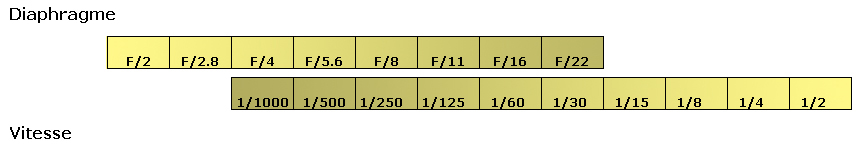 Diaphragme
F/2 F/2.8 F/4 F/5.6 F/8 F/11 F/16 F/22
1/1000 1/500 1/250 1/125 1/60 1/30 1/15 1/8 1/4 1/2
Vitesse